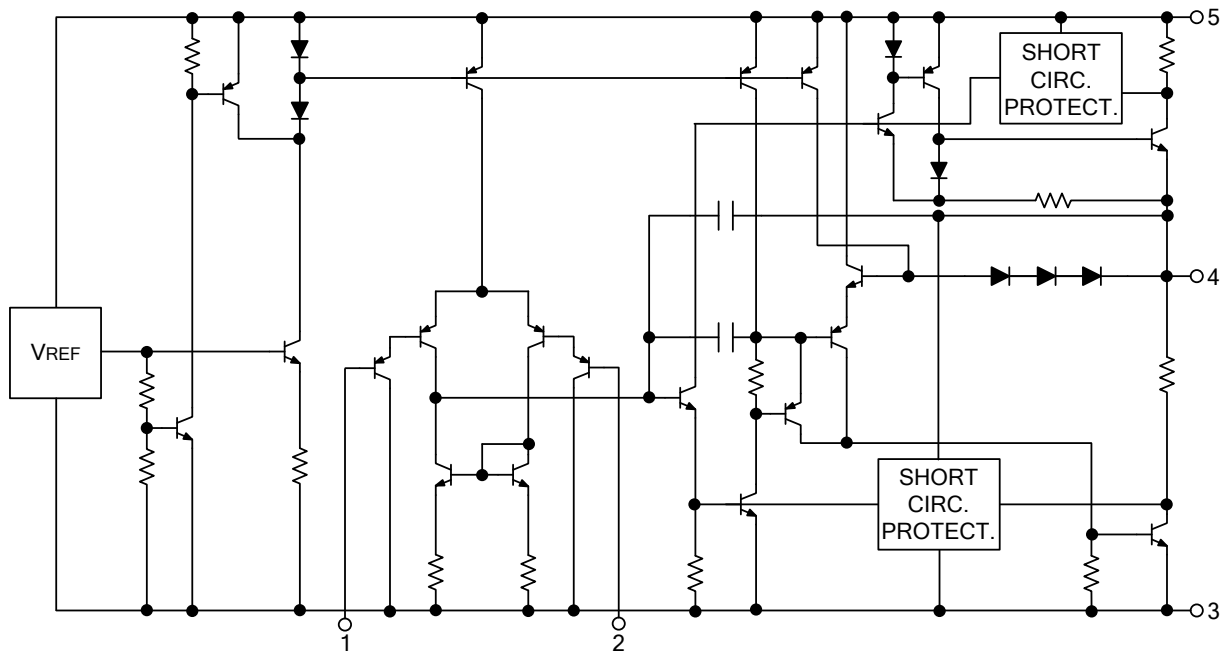 5
SHORT
CIRC.
PROTECT.
4
VREF
SHORT
CIRC.
PROTECT.
3
1
2